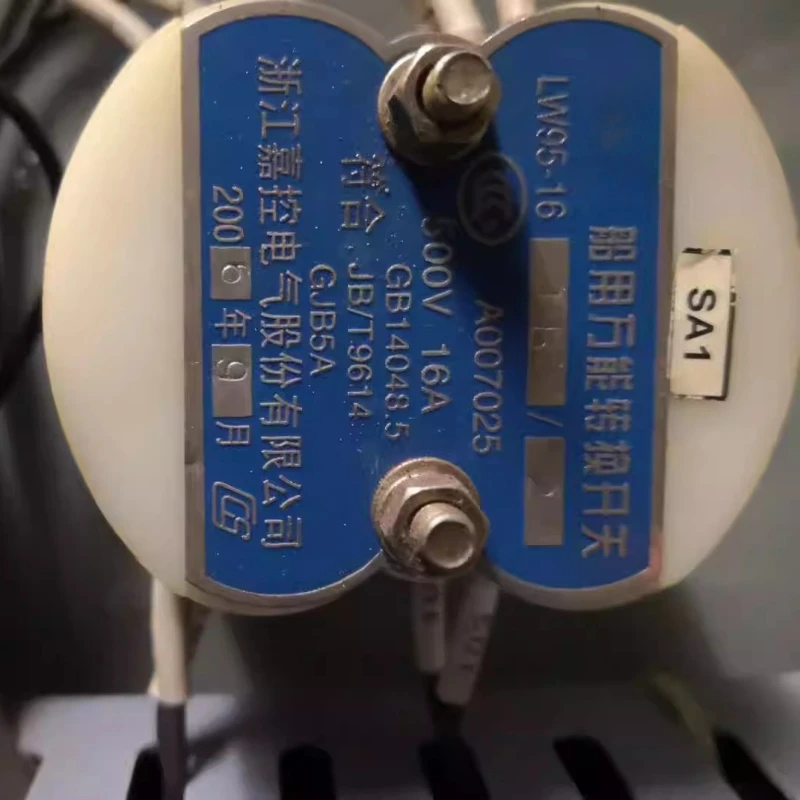 船用万能转换开关
LW95-16 /
A007025
CCC
500V 16A
GB14048.5
符合 JB/T9614
GJB5A
浙江嘉控电气股份有限公司
2006年9月
SA1